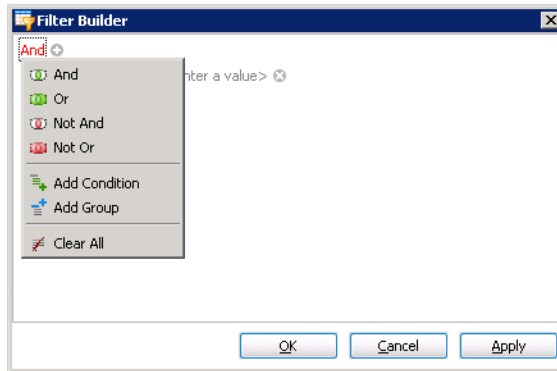 Filter Builder
And
And
nter a value>
Or
Not And
Not Or
Add Condition
Add Group
Clear All
OK Cancel Apply